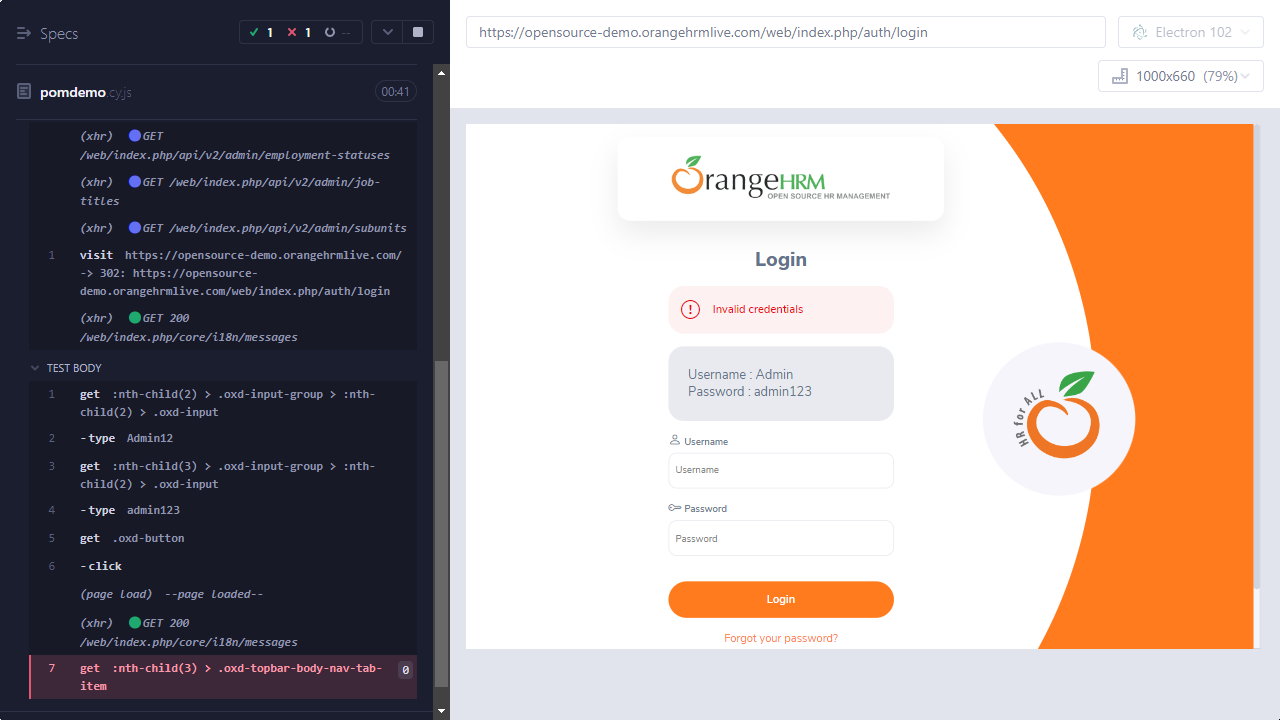 Specs
1 1 --
pomdemo.cy.js
00:41
(xhr) GET
/web/index.php/api/v2/admin/employment-statuses
(xhr) GET /web/index.php/api/v2/admin/job-
titles
(xhr) GET /web/index.php/api/v2/admin/subunits
1 visit https://opensource-demo.orangehrmlive.com/
-> 302: https://opensource-
demo.orangehrmlive.com/web/index.php/auth/login
(xhr) GET 200
/web/index.php/core/i18n/messages
TEST BODY
1 get :nth-child(2) > .oxd-input-group > :nth-
child(2) > .oxd-input
2 -type Admin12
3 get :nth-child(3) > .oxd-input-group > :nth-
child(2) > .oxd-input
4 -type admin123
5 get .oxd-button
6 -click
(page load) --page loaded--
(xhr) GET 200
/web/index.php/core/i18n/messages
7 get :nth-child(3) > .oxd-topbar-body-nav-tab- 0
item
https://opensource-demo.orangehrmlive.com/web/index.php/auth/login
Electron 102
1000x660 (79%)
OrangeHRM
OPEN SOURCE HR MANAGEMENT
Login
Invalid credentials
Username : Admin
Password : admin123
Username
Username
Password
Password
Login
Forgot your password?
HR for ALL